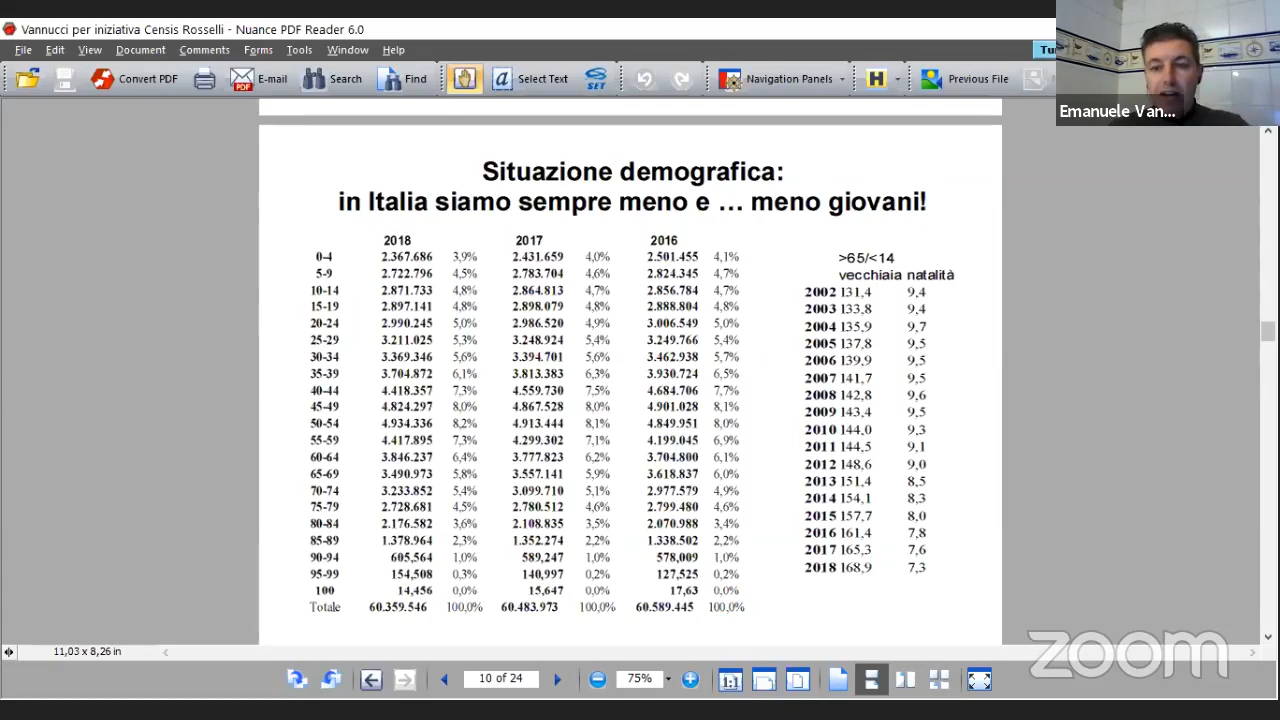 Vannucci per iniziativa Censis Rosselli - Nuance PDF Reader 6.0
File Edit View Document Comments Forms Tools Window Help
Convert PDF E-mail Search Find Select Text SET Navigation Panels H Previous File
Emanuele Van...
Situazione demografica:
in Italia siamo sempre meno e … meno giovani!
2018 2017 2016
0-4 2.367.686 3,9% 2.431.659 4,0% 2.501.455 4,1%
5-9 2.722.796 4,5% 2.783.704 4,6% 2.824.345 4,7%
10-14 2.871.733 4,8% 2.864.813 4,7% 2.856.784 4,7%
15-19 2.897.141 4,8% 2.898.079 4,8% 2.888.804 4,8%
20-24 2.990.245 5,0% 2.986.520 4,9% 3.006.549 5,0%
25-29 3.211.025 5,3% 3.248.924 5,4% 3.249.766 5,4%
30-34 3.369.346 5,6% 3.394.701 5,6% 3.462.938 5,7%
35-39 3.704.872 6,1% 3.813.383 6,3% 3.930.724 6,5%
40-44 4.418.357 7,3% 4.559.730 7,5% 4.684.706 7,7%
45-49 4.824.297 8,0% 4.867.528 8,0% 4.901.028 8,1%
50-54 4.934.336 8,2% 4.913.444 8,1% 4.849.951 8,0%
55-59 4.417.895 7,3% 4.299.302 7,1% 4.199.045 6,9%
60-64 3.846.237 6,4% 3.777.823 6,2% 3.704.800 6,1%
65-69 3.490.973 5,8% 3.557.141 5,9% 3.618.837 6,0%
70-74 3.233.852 5,4% 3.099.710 5,1% 2.977.579 4,9%
75-79 2.728.681 4,5% 2.780.512 4,6% 2.799.480 4,6%
80-84 2.176.582 3,6% 2.108.835 3,5% 2.070.988 3,4%
85-89 1.378.964 2,3% 1.352.274 2,2% 1.338.502 2,2%
90-94 605,564 1,0% 589,247 1,0% 578,009 1,0%
95-99 154,508 0,3% 140,997 0,2% 127,525 0,2%
100 14,456 0,0% 15,647 0,0% 17,63 0,0%
Totale 60.359.546 100,0% 60.483.973 100,0% 60.589.445 100,0%
>65/<14
vecchiaia natalità
2002 131,4 9,4
2003 133,8 9,4
2004 135,9 9,7
2005 137,8 9,5
2006 139,9 9,5
2007 141,7 9,5
2008 142,8 9,6
2009 143,4 9,5
2010 144,0 9,3
2011 144,5 9,1
2012 148,6 9,0
2013 151,4 8,5
2014 154,1 8,3
2015 157,7 8,0
2016 161,4 7,8
2017 165,3 7,6
2018 168,9 7,3
11,03 x 8,26 in
10 of 24 75% 1:1
zoom